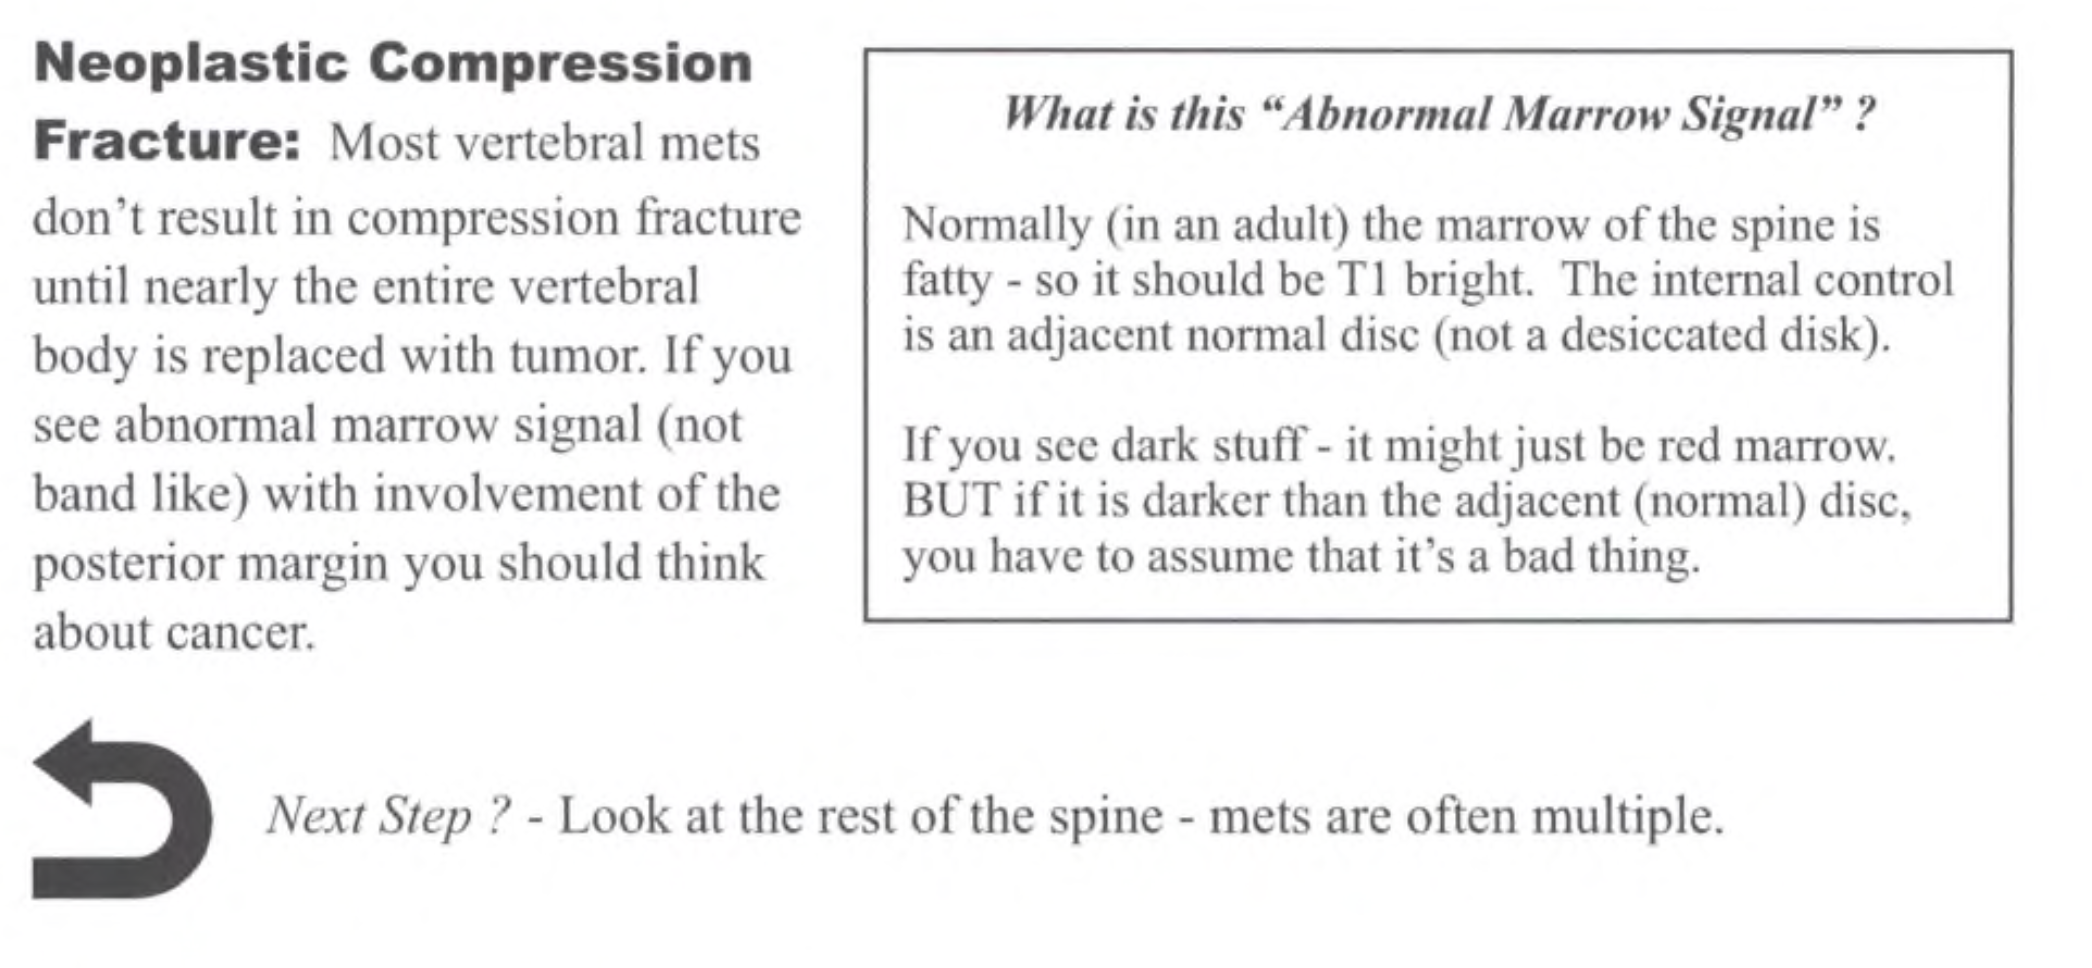 Neoplastic Compression
Fracture: Most vertebral mets
don't result in compression fracture
until nearly the entire vertebral
body is replaced with tumor. If you
see abnormal marrow signal (not
band like) with involvement of the
posterior margin you should think
about cancer.
What is this “Abnormal Marrow Signal” ?
Normally (in an adult) the marrow of the spine is
fatty - so it should be T1 bright. The internal control
is an adjacent normal disc (not a desiccated disk).
If you see dark stuff - it might just be red marrow.
BUT if it is darker than the adjacent (normal) disc,
you have to assume that it's a bad thing.
Next Step ? - Look at the rest of the spine - mets are often multiple.